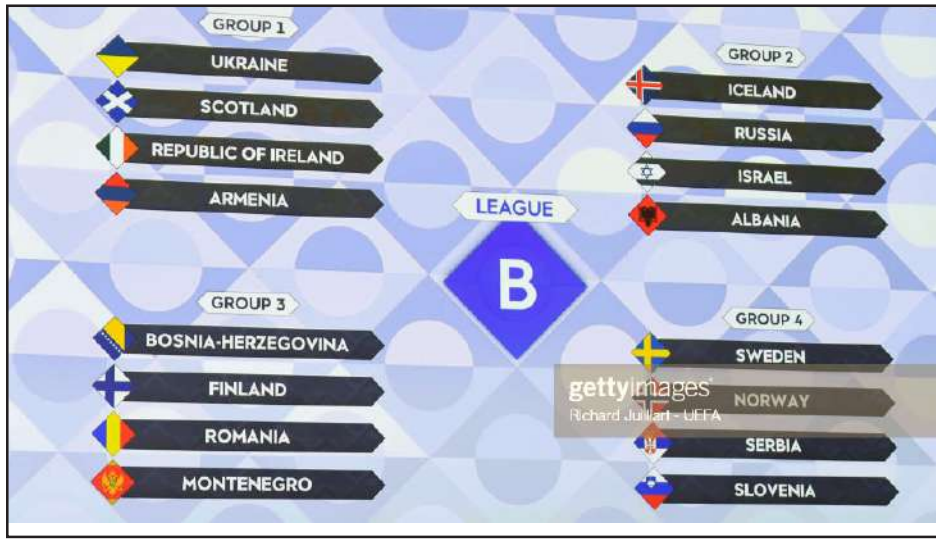 GROUP 1
UKRAINE
SCOTLAND
REPUBLIC OF IRELAND
ARMENIA
GROUP 2
ICELAND
RUSSIA
ISRAEL
ALBANIA
LEAGUE
B
GROUP 3
BOSNIA-HERZEGOVINA
FINLAND
ROMANIA
MONTENEGRO
GROUP 4
SWEDEN
NORWAY
SERBIA
SLOVENIA
gettyimages®
Richard Juilliart - UEFA